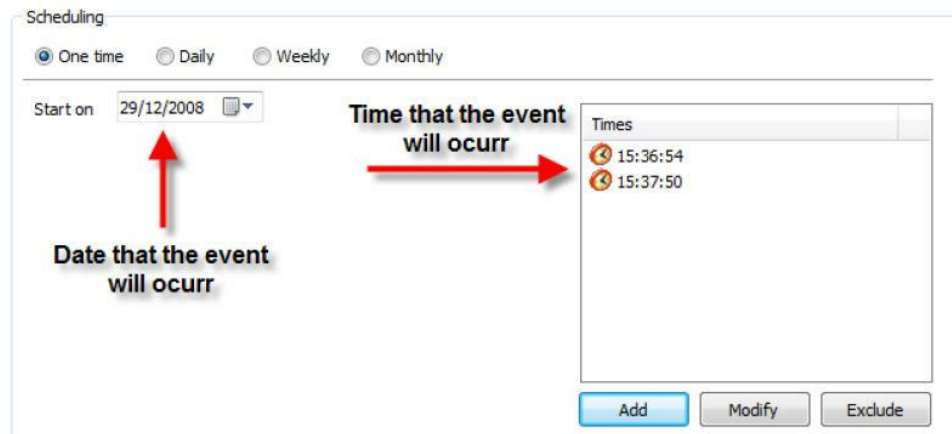 Scheduling
One time Daily Weekly Monthly
Start on 29/12/2008
Time that the event
will ocurr
Times
15:36:54
15:37:50
Date that the event
will ocurr
Add Modify Exclude